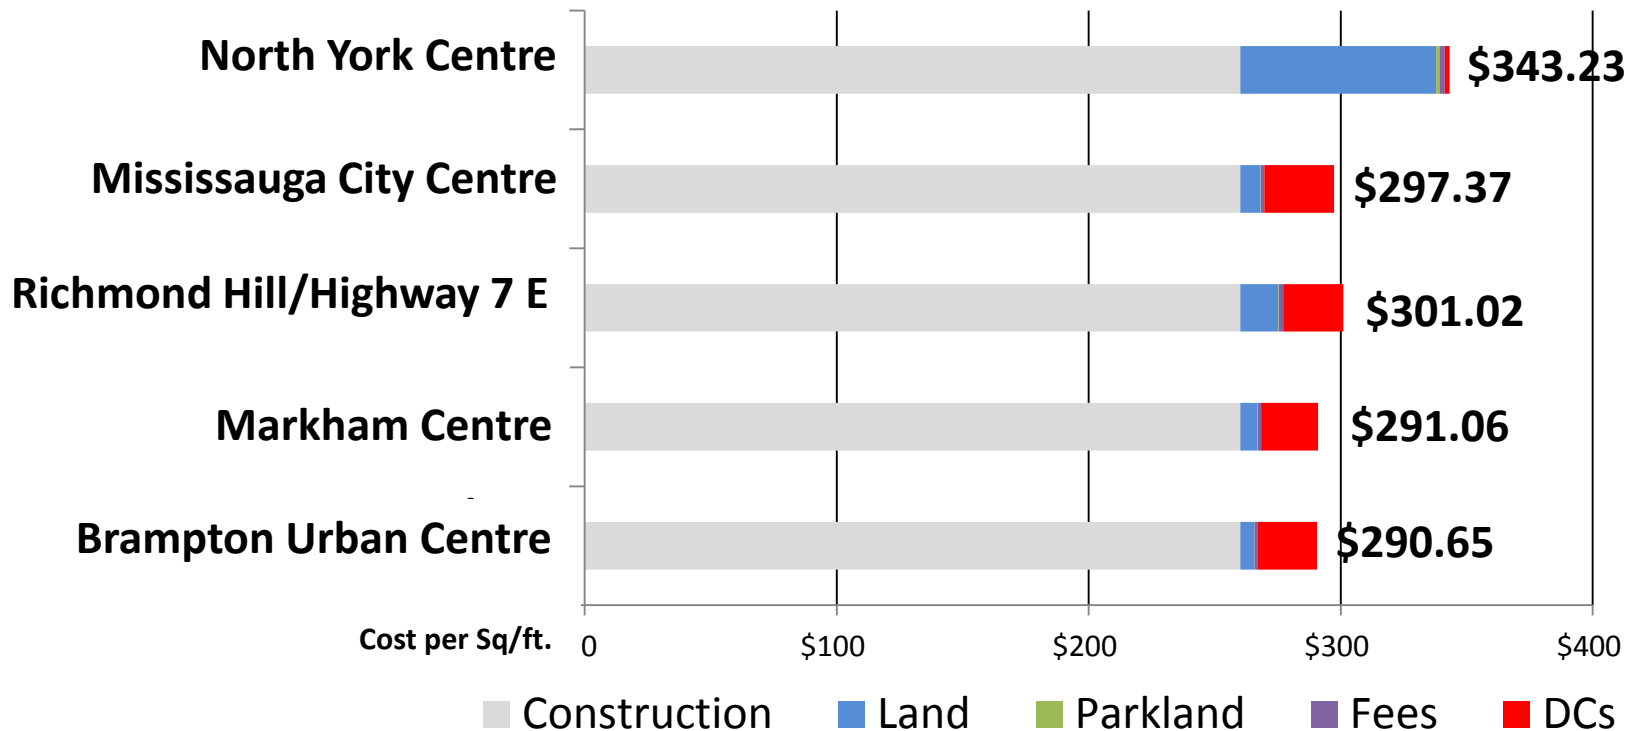 North York Centre
$343.23
Mississauga City Centre
$297.37
Richmond Hill/Highway 7 E
$301.02
Markham Centre
$291.06
Brampton Urban Centre
$290.65
Cost per Sq/ft. 0 $100 $200 $300 $400
Construction Land Parkland Fees DCs